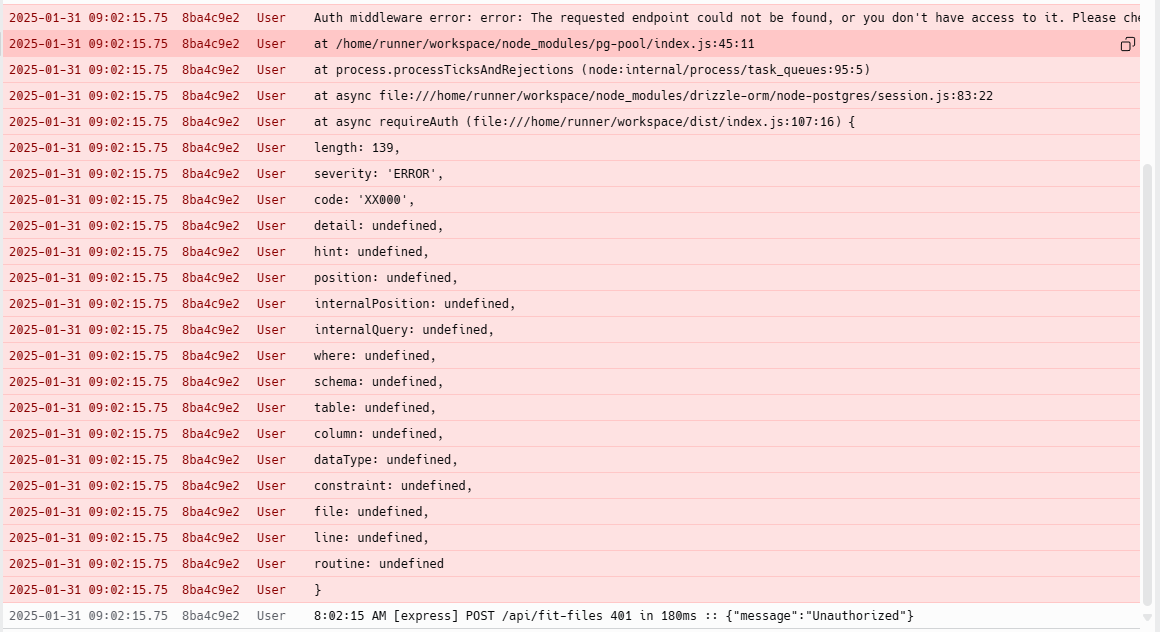 2025-01-31 09:02:15.75 8ba4c9e2 User Auth middleware error: error: The requested endpoint could not be found, or you don't have access to it. Please
2025-01-31 09:02:15.75 8ba4c9e2 User at /home/runner/workspace/node_modules/pg-pool/index.js:45:11
2025-01-31 09:02:15.75 8ba4c9e2 User at process.processTicksAndRejections (node:internal/process/task_queues:95:5)
2025-01-31 09:02:15.75 8ba4c9e2 User at async file:///home/runner/workspace/node_modules/drizzle-orm/node-postgres/session.js:83:22
2025-01-31 09:02:15.75 8ba4c9e2 User at async requireAuth (file:///home/runner/workspace/dist/index.js:107:16) {
2025-01-31 09:02:15.75 8ba4c9e2 User length: 139,
2025-01-31 09:02:15.75 8ba4c9e2 User severity: 'ERROR',
2025-01-31 09:02:15.75 8ba4c9e2 User code: 'XX000',
2025-01-31 09:02:15.75 8ba4c9e2 User detail: undefined,
2025-01-31 09:02:15.75 8ba4c9e2 User hint: undefined,
2025-01-31 09:02:15.75 8ba4c9e2 User position: undefined,
2025-01-31 09:02:15.75 8ba4c9e2 User internalPosition: undefined,
2025-01-31 09:02:15.75 8ba4c9e2 User internalQuery: undefined,
2025-01-31 09:02:15.75 8ba4c9e2 User where: undefined,
2025-01-31 09:02:15.75 8ba4c9e2 User schema: undefined,
2025-01-31 09:02:15.75 8ba4c9e2 User table: undefined,
2025-01-31 09:02:15.75 8ba4c9e2 User column: undefined,
2025-01-31 09:02:15.75 8ba4c9e2 User dataType: undefined,
2025-01-31 09:02:15.75 8ba4c9e2 User constraint: undefined,
2025-01-31 09:02:15.75 8ba4c9e2 User file: undefined,
2025-01-31 09:02:15.75 8ba4c9e2 User line: undefined,
2025-01-31 09:02:15.75 8ba4c9e2 User routine: undefined
2025-01-31 09:02:15.75 8ba4c9e2 User }
2025-01-31 09:02:15.75 8ba4c9e2 User 8:02:15 AM [express] POST /api/fit-files 401 in 180ms :: {"message":"Unauthorized"}